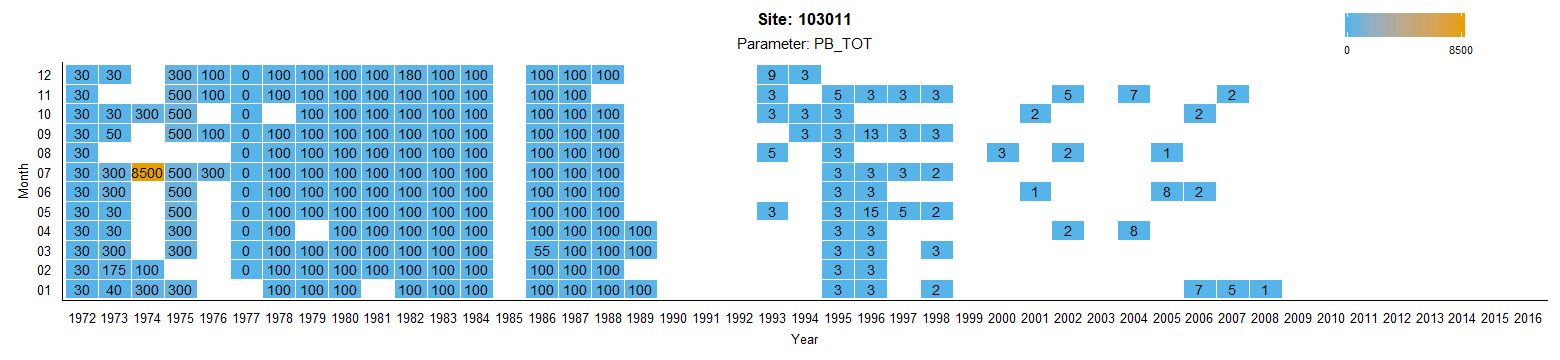 Site: 103011
Parameter: PB_TOT
0 8500
Month
12 30 30 300 100 0 100 100 100 100 180 100 100 100 100 100 9 3
11 30 500 100 0 100 100 100 100 100 100 100 100 100 3 5 3 3 3 5 7 2
10 30 30 300 500 0 100 100 100 100 100 100 100 100 100 3 3 3 2 2
09 30 50 500 100 0 100 100 100 100 100 100 100 100 100 100 3 3 13 3 3
08 30 0 100 100 100 100 100 100 100 100 100 100 5 3 3 2 1
07 30 300 8500 500 300 0 100 100 100 100 100 100 100 100 100 100 3 3 3 2
06 30 300 500 0 100 100 100 100 100 100 100 100 100 100 3 3 1 8 2
05 30 30 500 0 100 100 100 100 100 100 100 100 100 100 3 3 15 5 2
04 30 30 300 0 100 100 100 100 100 100 100 100 100 100 3 3 2 8
03 30 300 300 0 100 100 100 100 100 100 100 55 100 100 100 3 3 3
02 30 175 100 0 100 100 100 100 100 100 100 100 100 100 3 3
01 30 40 300 300 100 100 100 100 100 100 100 100 100 100 3 3 2 7 5 1
1972 1973 1974 1975 1976 1977 1978 1979 1980 1981 1982 1983 1984 1985 1986 1987 1988 1989 1990 1991 1992 1993 1994 1995 1996 1997 1998 1999 2000 2001 2002 2003 2004 2005 2006 2007 2008 2009 2010 2011 2012 2013 2014 2015 2016
Year